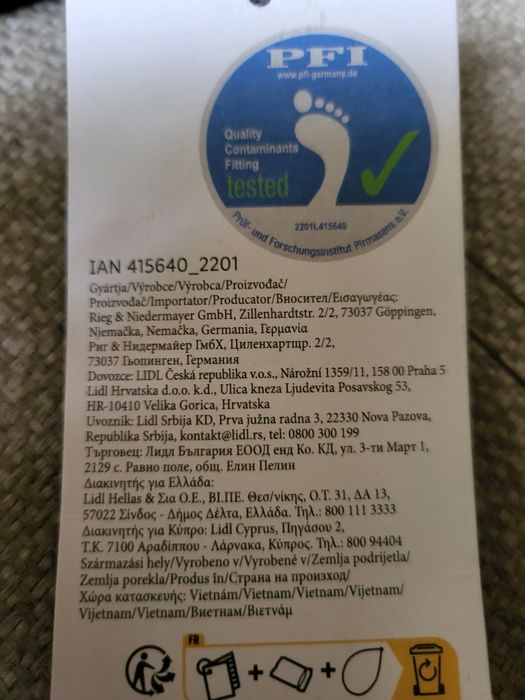 PFI
www.pfi-germany.de
Quality
Contaminants
Fitting
tested
2201L415640
Prüf- und Forschungsinstitut Pirmasens e.V.
IAN 415640_2201
Gyártja/Výrobce/Výrobca/Proizvođač/
Proizvođač/Importator/Producator/Вносител/Εισαγωγέας:
Rieg & Niedermayer GmbH, Zillenhardtstr. 2/2, 73037 Göppingen,
Njemačka, Nemačka, Germania, Γερμανία
Риг & Нидермайер ГмбХ, Циленхартщр. 2/2,
73037 Гьопинген, Германия
Dovozce: LIDL Česká republika v.o.s., Nárožní 1359/11, 158 00 Praha 5
Lidl Hrvatska d.o.o. k.d., Ulica kneza Ljudevita Posavskog 53,
HR-10410 Velika Gorica, Hrvatska
Uvoznik: Lidl Srbija KD, Prva južna radna 3, 22330 Nova Pazova,
Republika Srbija, kontakt@lidl.rs, tel: 0800 300 199
Търговец: Лидл България ЕООД енд Ко. КД, ул. 3-ти Март 1,
2129 с. Равно поле, общ. Елин Пелин
Διακινητής για Ελλάδα:
Lidl Hellas & Σια Ο.Ε., ΒΙ.ΠΕ. Θεσ/νίκης, Ο.Τ. 31, ΔΑ 13,
57022 Σίνδος - Δήμος Δέλτα, Ελλάδα. Τηλ.: 800 111 3333
Διακινητής για Κύπρο: Lidl Cyprus, Πηγάσου 2,
Τ.Κ. 7100 Αραδίππου - Λάρνακα, Κύπρος. Τηλ.: 800 94404
Származási hely/Vyrobeno v/Vyrobené v/Zemlja podrijetla/
Zemlja porekla/Produs în/Страна на произход/
Χώρα κατασκευής: Vietnám/Vietnam/Vietnam/Vijetnam/
Vijetnam/Vietnam/Виетнам/Βιετνάμ
FR